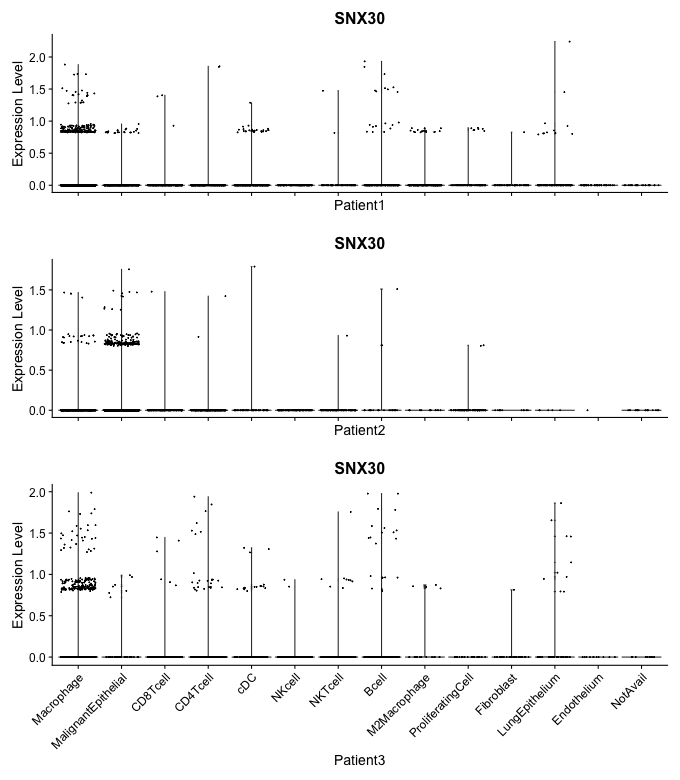 SNX30
Expression Level
2.0
1.5
1.0
0.5
0.0
Patient1
SNX30
Expression Level
1.5
1.0
0.5
0.0
Patient2
SNX30
Expression Level
2.0
1.5
1.0
0.5
0.0
Macrophage
MalignantEpithelial
CD8Tcell
CD4Tcell
cDC
NKcell
NKTcell
Bcell
M2Macrophage
ProliferatingCell
Fibroblast
LungEpithelium
Endothelium
NotAvail
Patient3